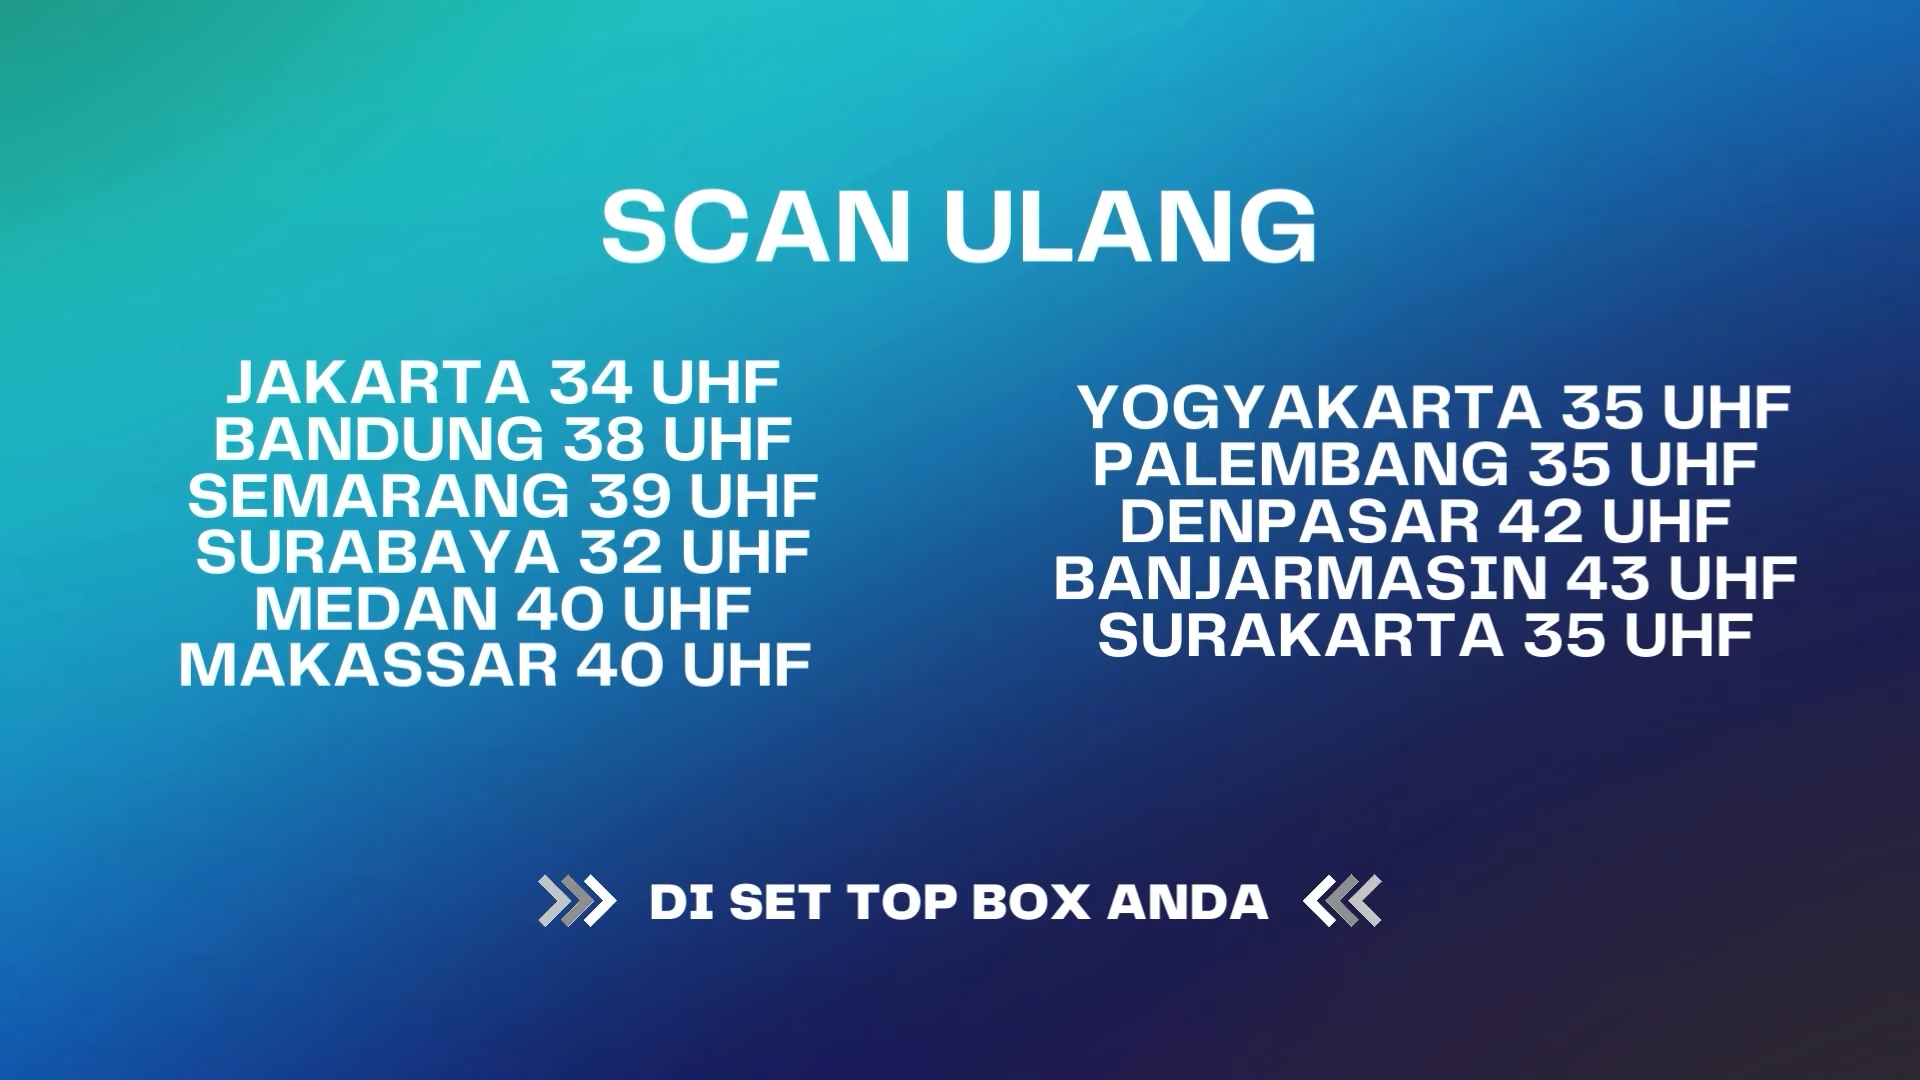 SCAN ULANG
JAKARTA 34 UHF
BANDUNG 38 UHF
SEMARANG 39 UHF
SURABAYA 32 UHF
MEDAN 40 UHF
MAKASSAR 40 UHF
YOGYAKARTA 35 UHF
PALEMBANG 35 UHF
DENPASAR 42 UHF
BANJARMASIN 43 UHF
SURAKARTA 35 UHF
DI SET TOP BOX ANDA